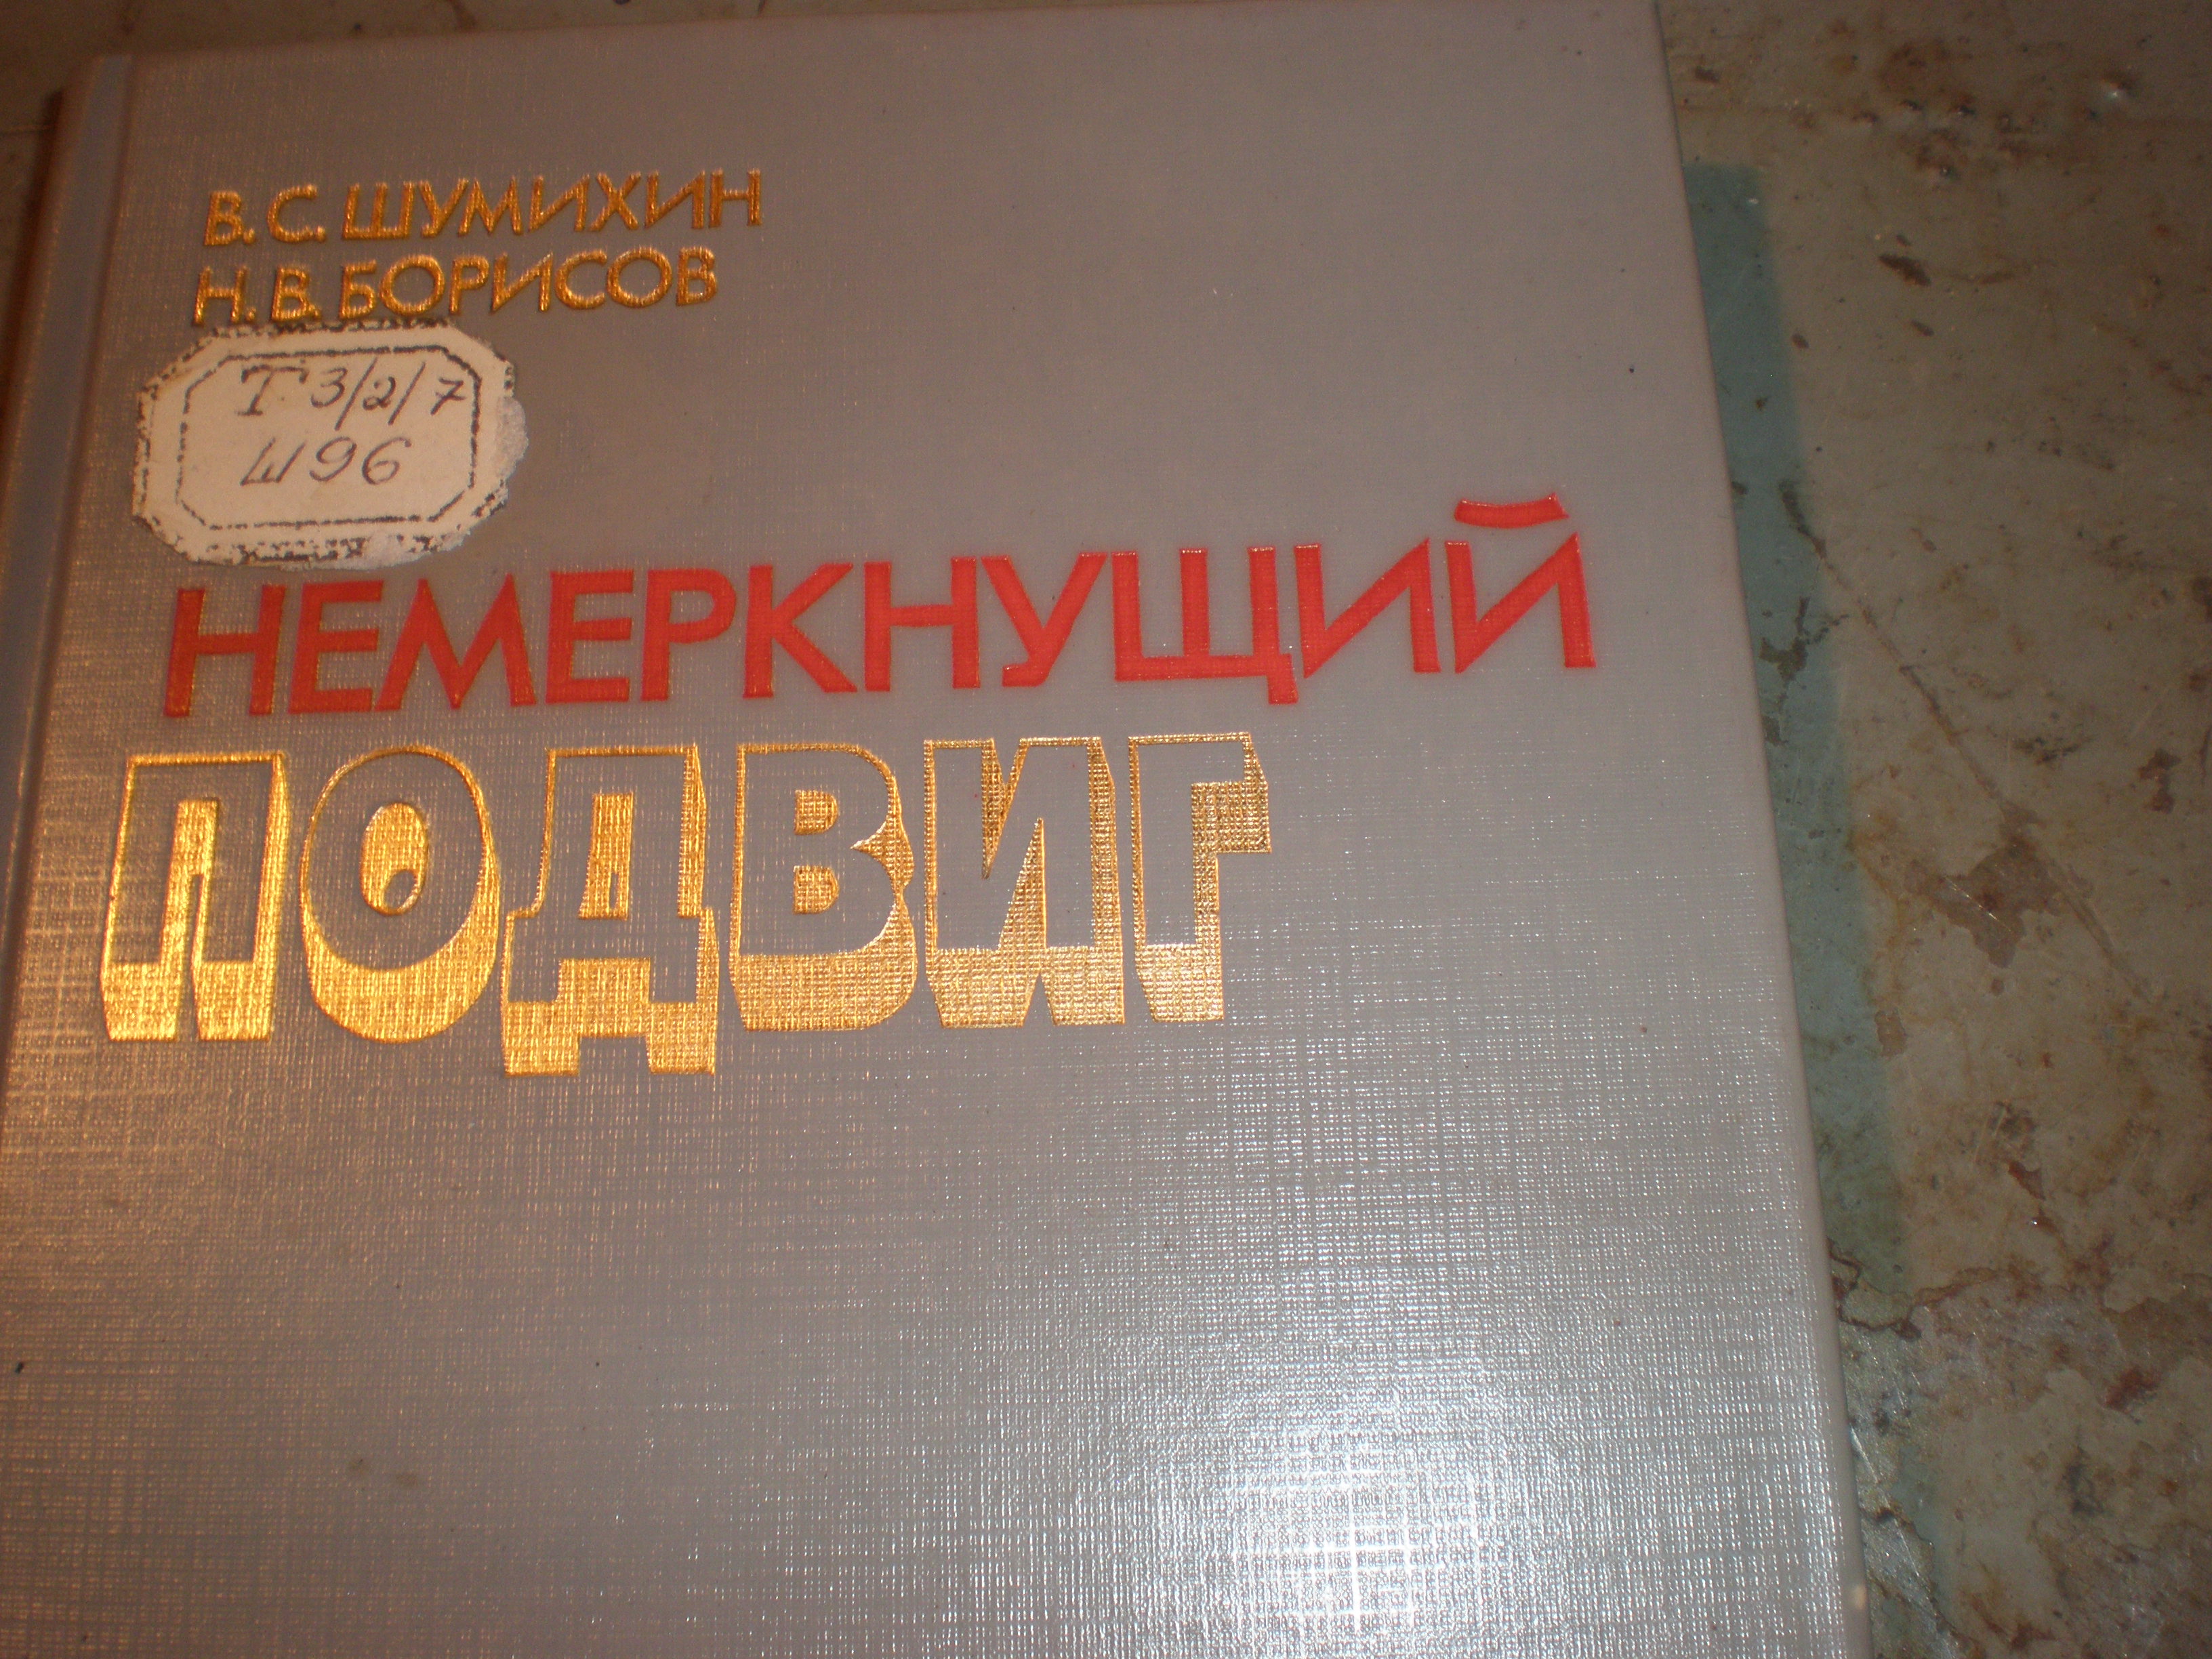 В. С. ШУМИХИН
Н. В. БОРИСОВ
Т 3/2/7
Ш96
НЕМЕРКНУЩИЙ
ПОДВИГ